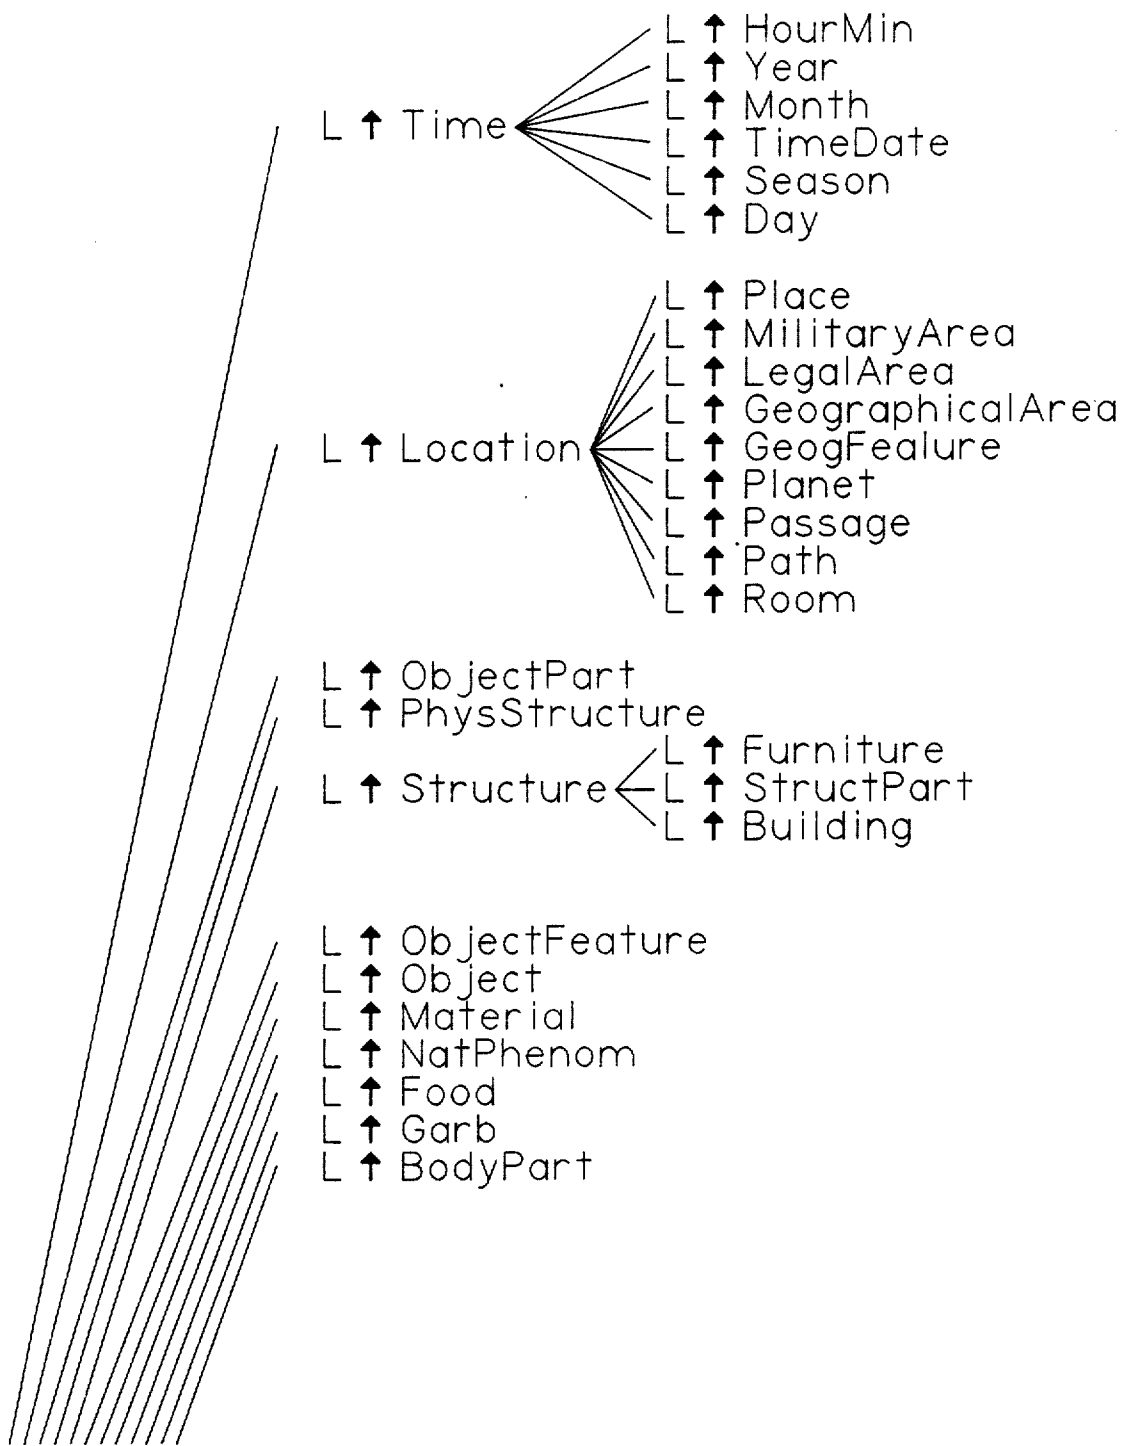 L ↑ HourMin
L ↑ Year
L ↑ Month
L ↑ Time
L ↑ TimeDate
L ↑ Season
L ↑ Day
L ↑ Place
L ↑ MilitaryArea
L ↑ LegalArea
L ↑ GeographicalArea
L ↑ Location
L ↑ GeogFealure
L ↑ Planet
L ↑ Passage
L ↑ Path
L ↑ Room
L ↑ ObjectPart
L ↑ PhysStructure
L ↑ Furniture
L ↑ Structure
L ↑ StructPart
L ↑ Building
L ↑ ObjectFeature
L ↑ Object
L ↑ Material
L ↑ NatPhenom
L ↑ Food
L ↑ Garb
L ↑ BodyPart